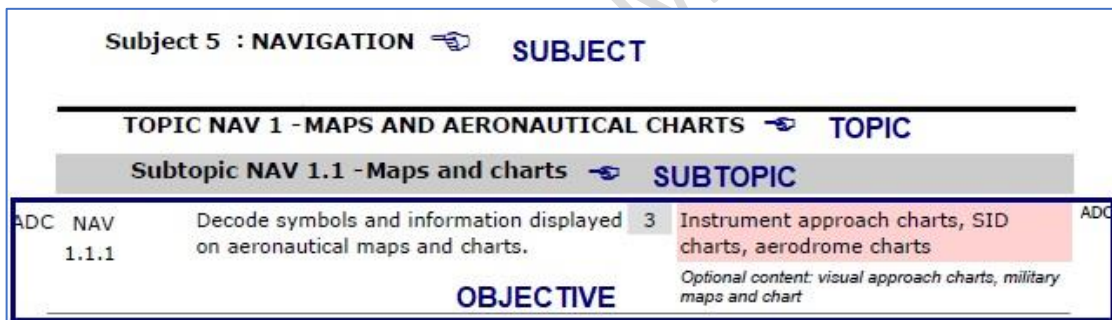 Subject 5 : NAVIGATION SUBJECT
TOPIC NAV 1 - MAPS AND AERONAUTICAL CHARTS TOPIC
Subtopic NAV 1.1 - Maps and charts SUBTOPIC
ADC NAV 1.1.1
Decode symbols and information displayed
on aeronautical maps and charts.
3
Instrument approach charts, SID
charts, aerodrome charts
Optional content: visual approach charts, military
maps and chart
ADC
OBJECTIVE